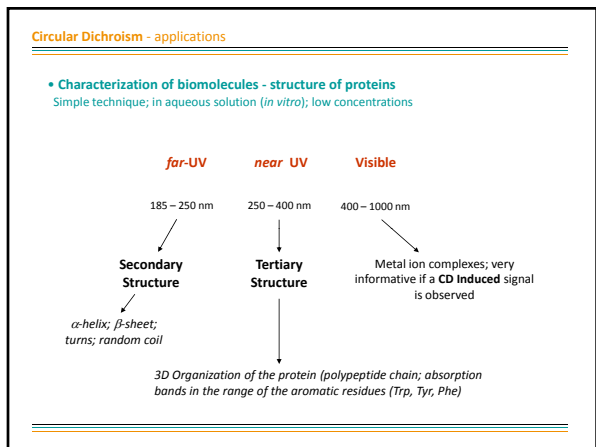 Circular Dichroism - applications
• Characterization of biomolecules - structure of proteins
Simple technique; in aqueous solution (in vitro); low concentrations
far-UV near UV Visible
185 – 250 nm 250 – 400 nm 400 – 1000 nm
Secondary
Structure
Tertiary
Structure
Metal ion complexes; very
informative if a CD Induced signal
is observed
α-helix; β-sheet;
turns; random coil
3D Organization of the protein (polypeptide chain; absorption
bands in the range of the aromatic residues (Trp, Tyr, Phe)